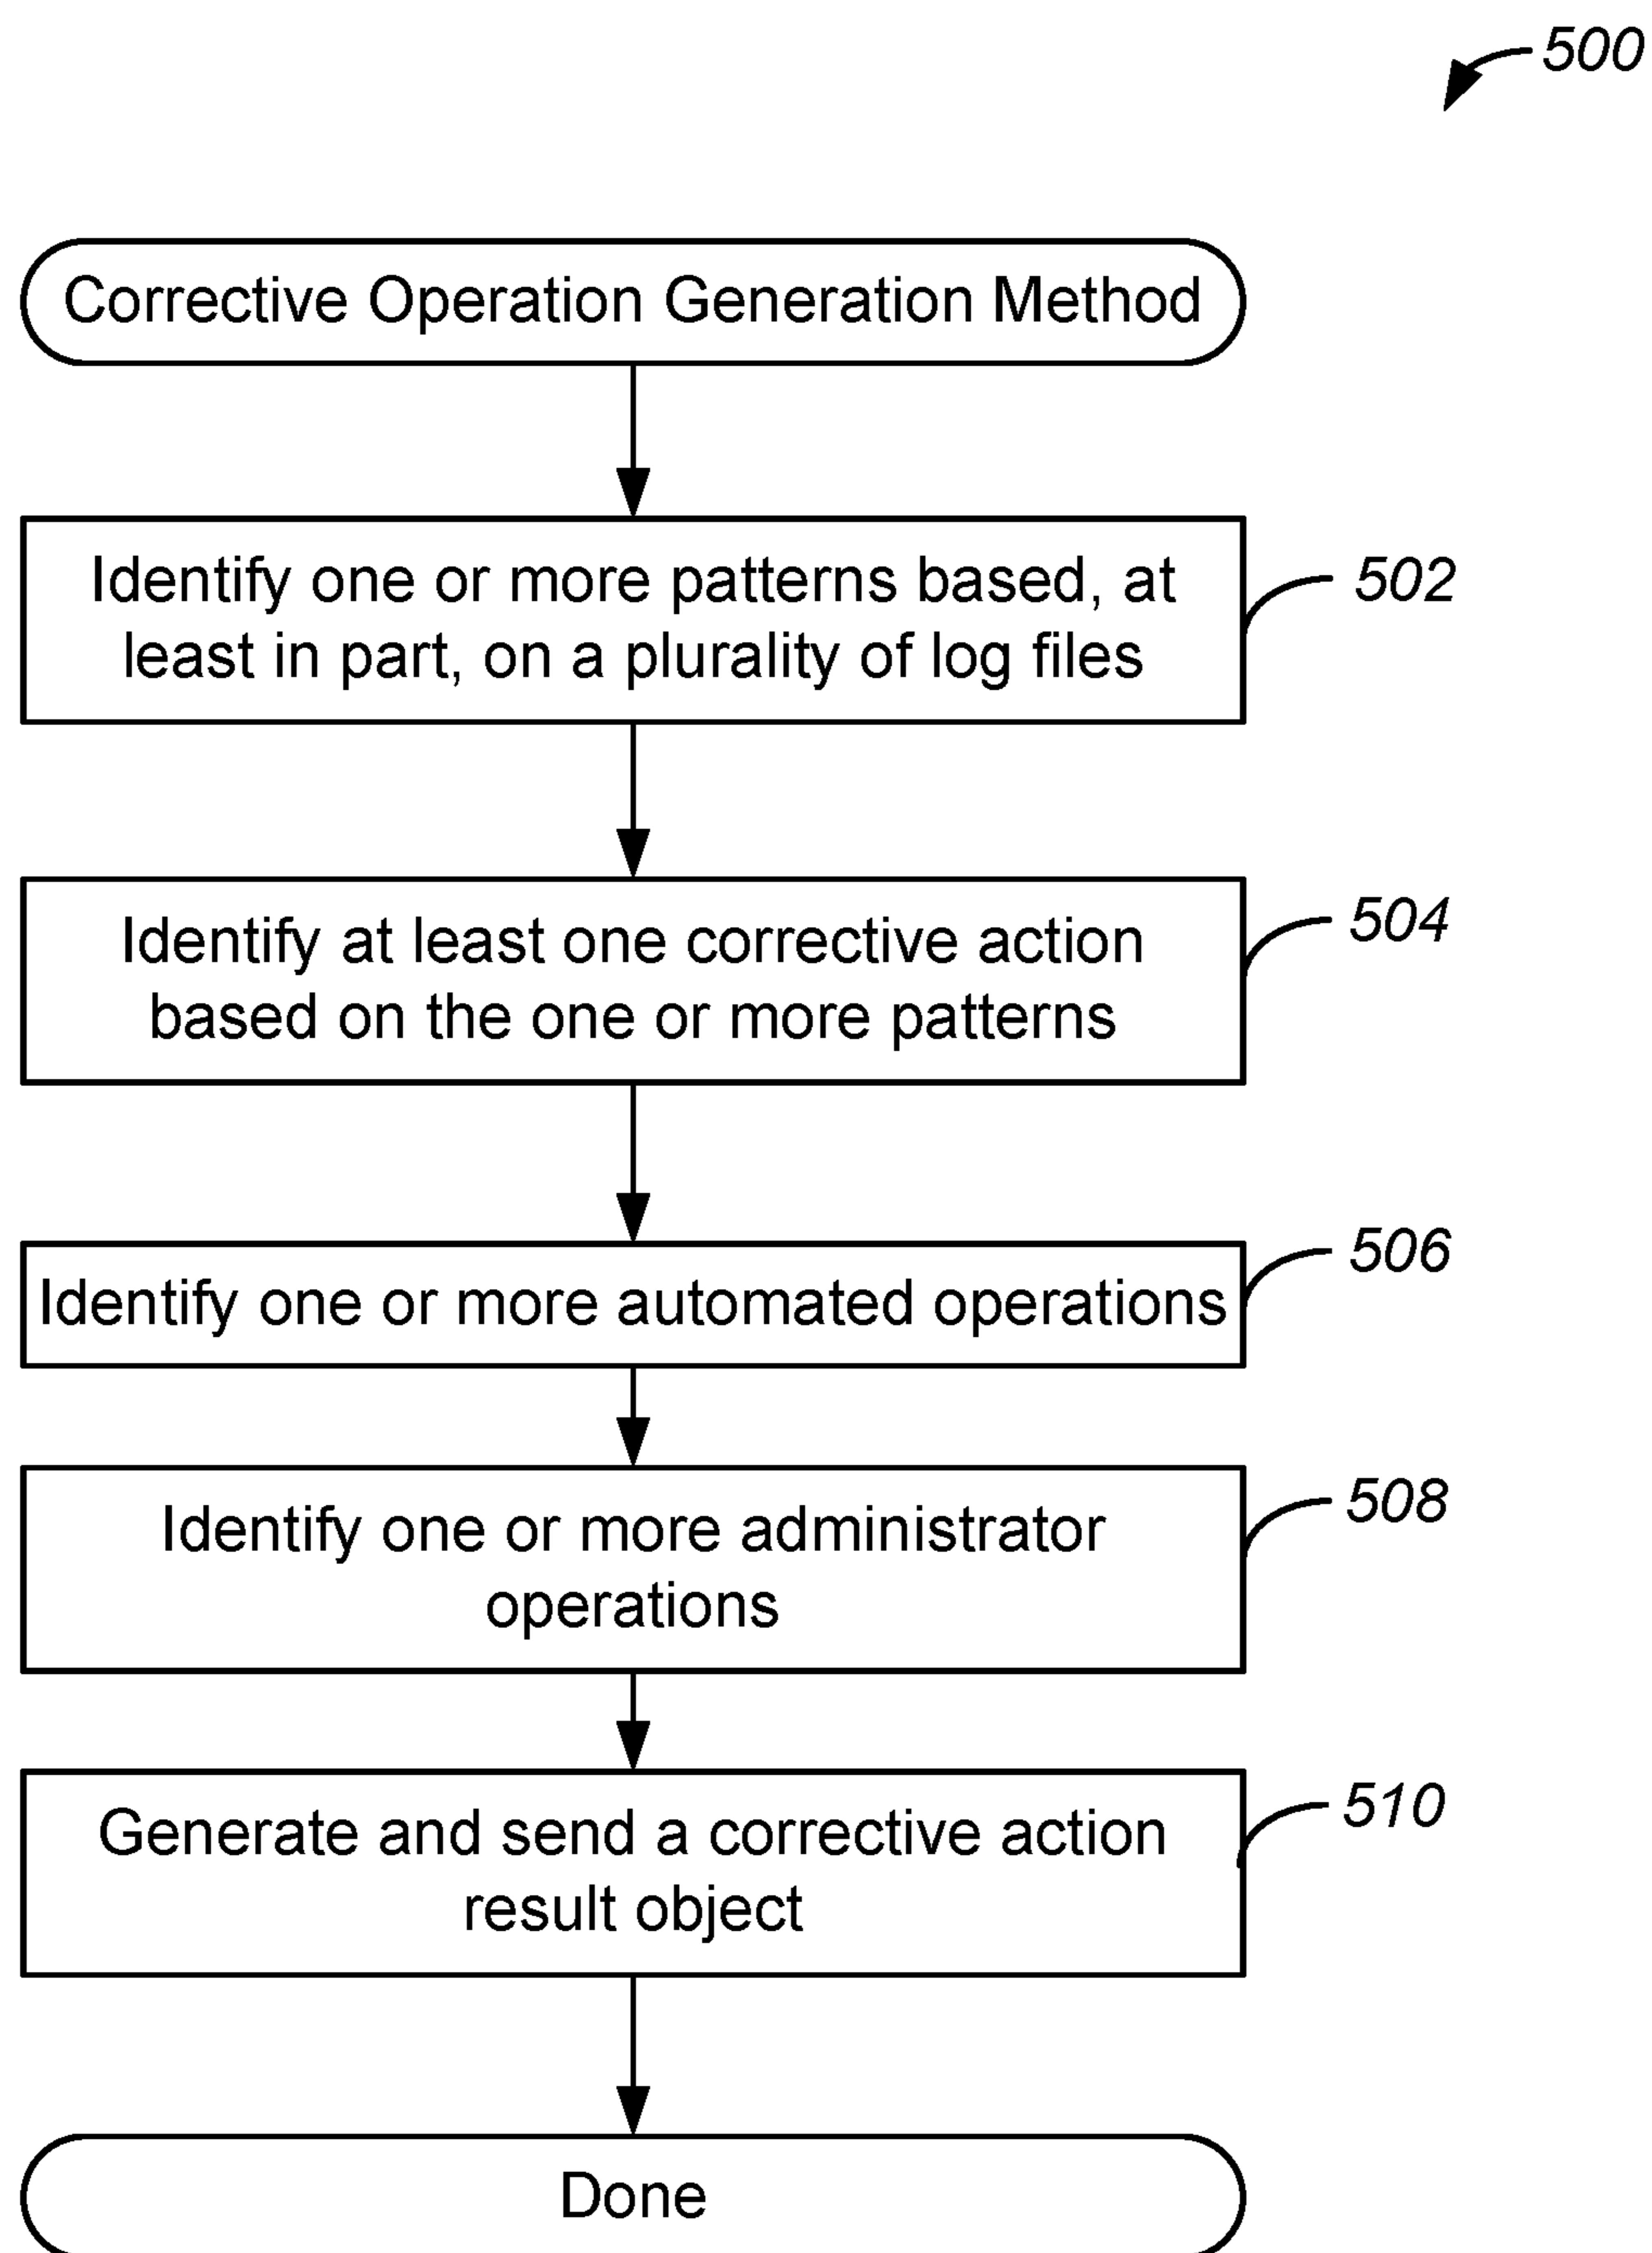 500
Corrective Operation Generation Method
Identify one or more patterns based, at
least in part, on a plurality of log files
502
Identify at least one corrective action
based on the one or more patterns
504
Identify one or more automated operations
506
Identify one or more administrator
operations
508
Generate and send a corrective action
result object
510
Done